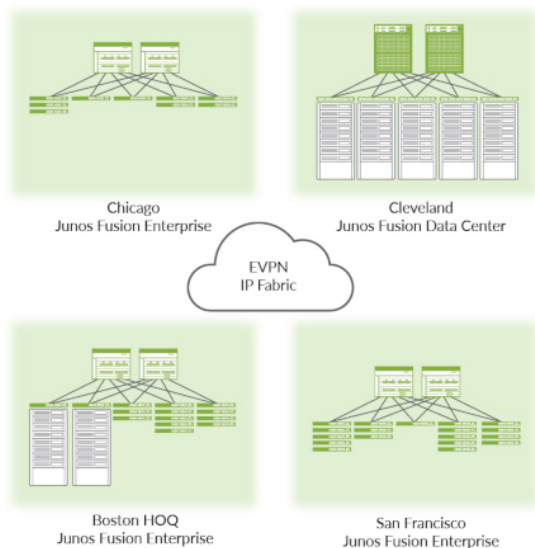 Chicago
Junos Fusion Enterprise
Cleveland
Junos Fusion Data Center
EVPN
IP Fabric
Boston HOQ
Junos Fusion Enterprise
San Francisco
Junos Fusion Enterprise